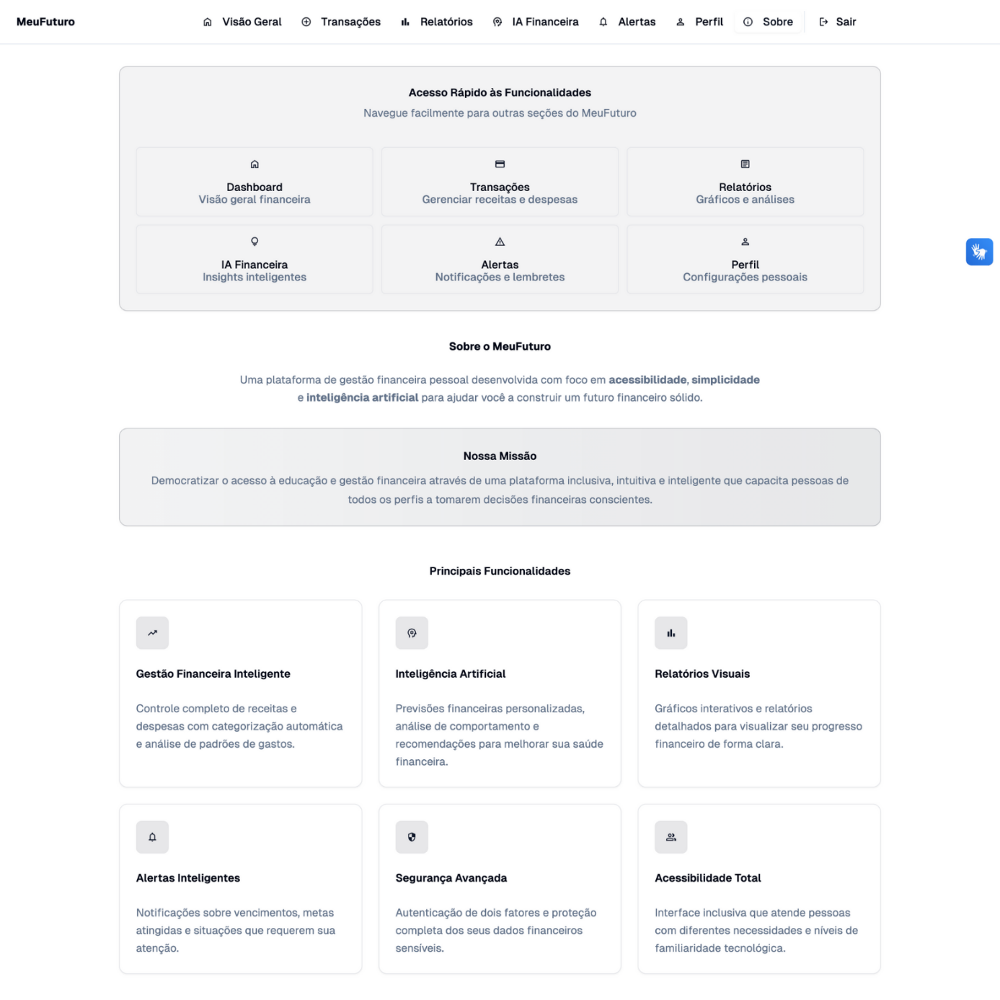 MeuFuturo
Visão Geral
Transações
Relatórios
IA Financeira
Alertas
Perfil
Sobre
Sair
Acesso Rápido às Funcionalidades
Navegue facilmente para outras seções do MeuFuturo
Dashboard
Visão geral financeira
Transações
Gerenciar receitas e despesas
Relatórios
Gráficos e análises
IA Financeira
Insights inteligentes
Alertas
Notificações e lembretes
Perfil
Configurações pessoais
Sobre o MeuFuturo
Uma plataforma de gestão financeira pessoal desenvolvida com foco em acessibilidade, simplicidade
e inteligência artificial para ajudar você a construir um futuro financeiro sólido.
Nossa Missão
Democratizar o acesso à educação e gestão financeira através de uma plataforma inclusiva, intuitiva e inteligente que capacita pessoas de
todos os perfis a tomarem decisões financeiras conscientes.
Principais Funcionalidades
Gestão Financeira Inteligente
Controle completo de receitas e
despesas com categorização automática
e análise de padrões de gastos.
Inteligência Artificial
Previsões financeiras personalizadas,
análise de comportamento e
recomendações para melhorar sua saúde
financeira.
Relatórios Visuais
Gráficos interativos e relatórios
detalhados para visualizar seu progresso
financeiro de forma clara.
Alertas Inteligentes
Notificações sobre vencimentos, metas
atingidas e situações que requerem sua
atenção.
Segurança Avançada
Autenticação de dois fatores e proteção
completa dos seus dados financeiros
sensíveis.
Acessibilidade Total
Interface inclusiva que atende pessoas
com diferentes necessidades e níveis de
familiaridade tecnológica.